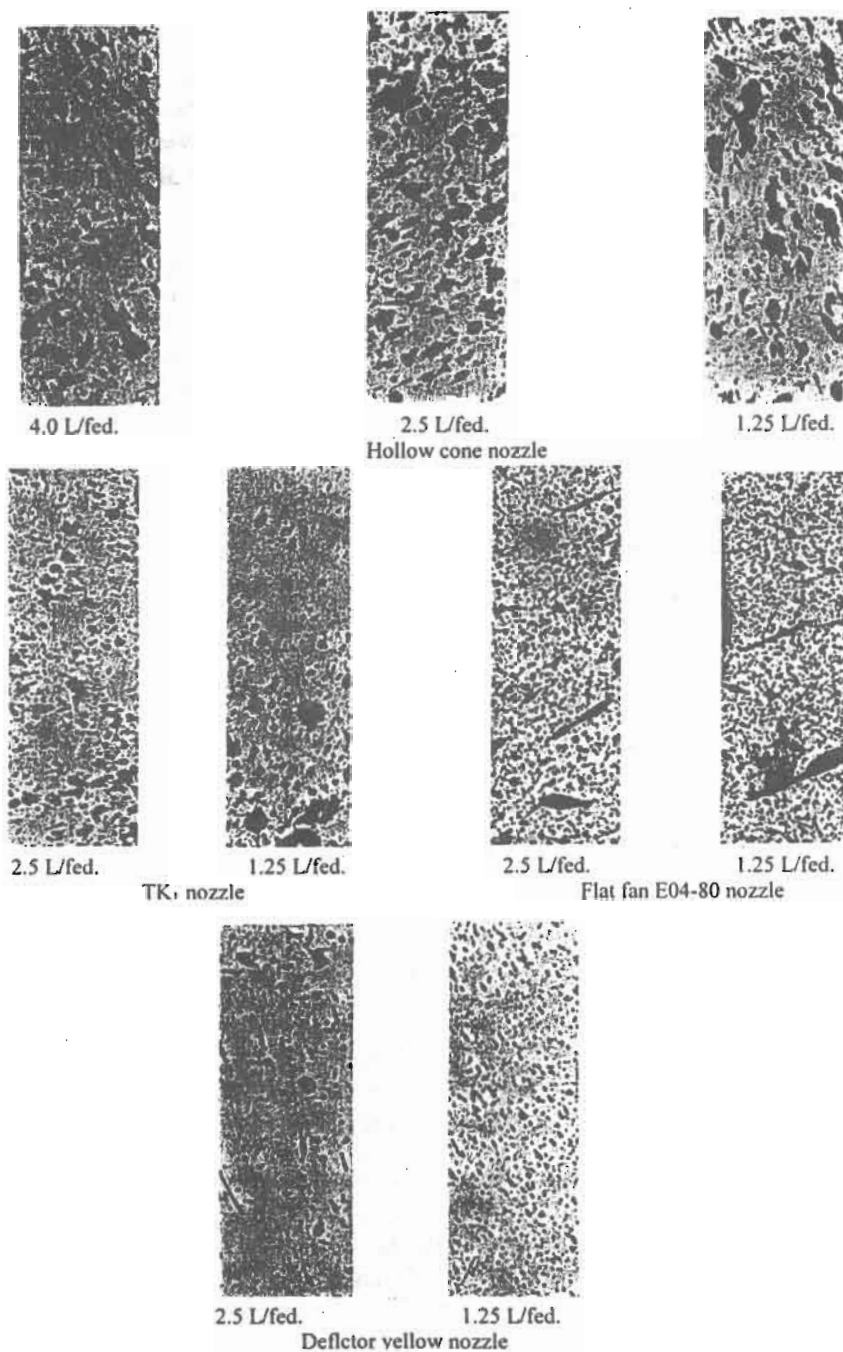 4.0 L/fed. 2.5 L/fed. 1.25 L/fed.
Hollow cone nozzle
2.5 L/fed. 1.25 L/fed. 2.5 L/fed. 1.25 L/fed.
TK1 nozzle Flat fan E04-80 nozzle
2.5 L/fed. 1.25 L/fed.
Deflctor yellow nozzle